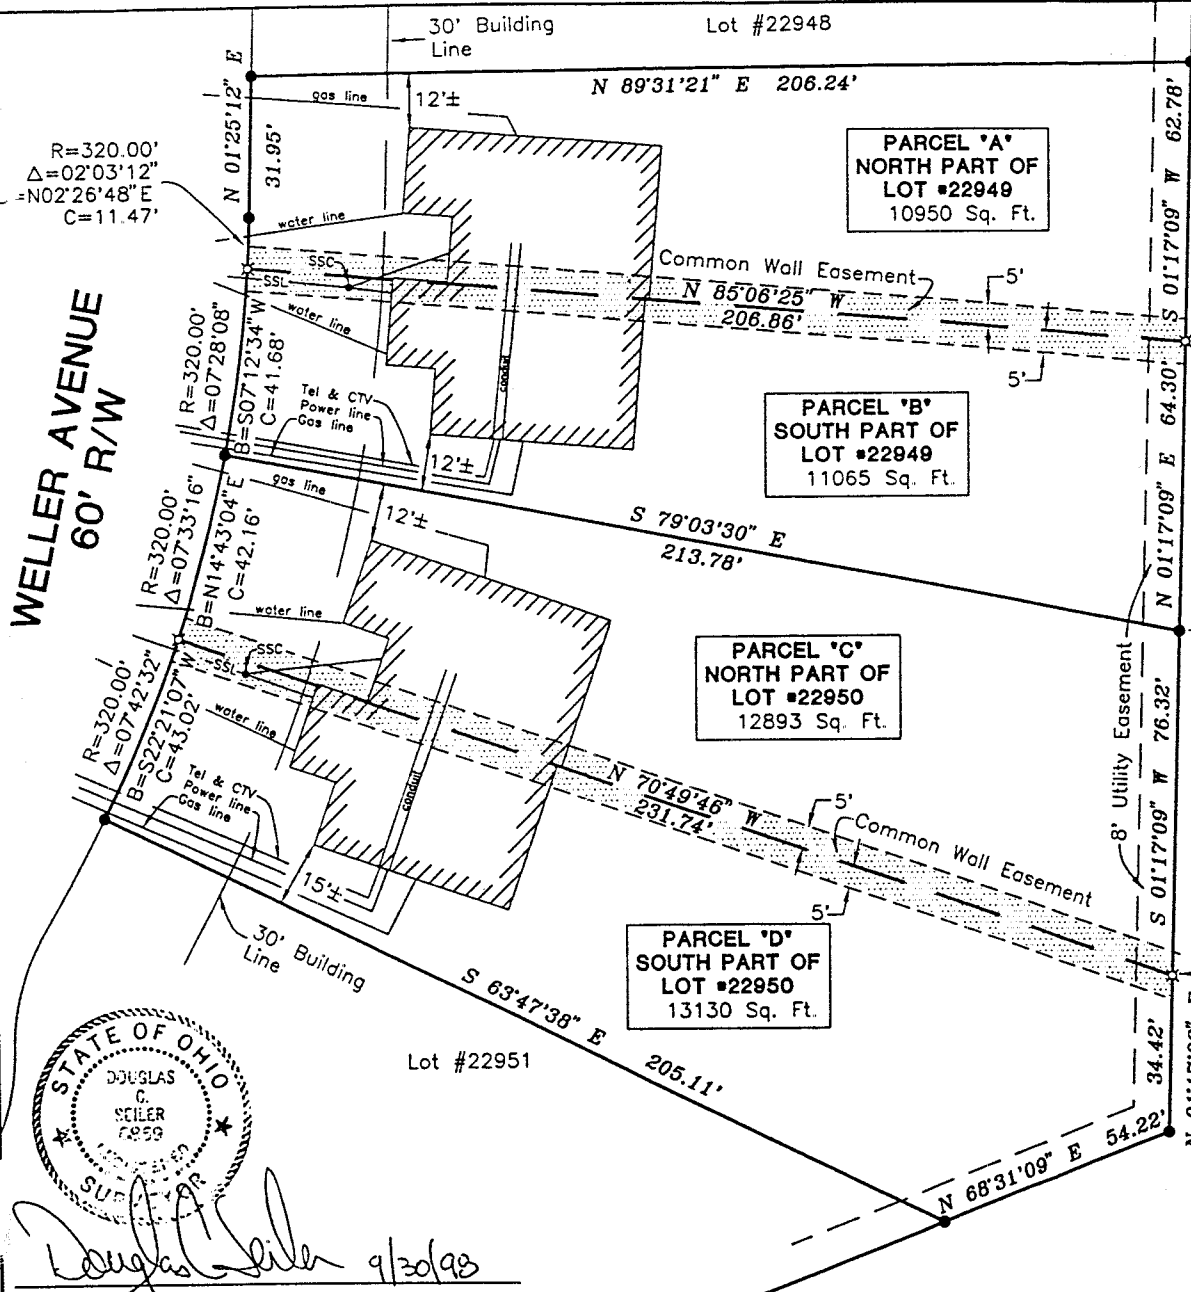 30' Building
Line
Lot #22948
N 89°31'21" E 206.24'
N 01°25'12" E
31.95'
gas line
12'±
R=320.00'
Δ=02°03'12"
=N02°26'48"E
C=11.47'
PARCEL "A"
NORTH PART OF
LOT #22949
10950 Sq. Ft.
S 01°17'09" W 62.78'
water line
SSC
SSL
Common Wall Easement
5'
N 85°06'25" W
206.86'
5'
WELLER AVENUE
60' R/W
R=320.00'
Δ=07°28'08"
B=S07°12'34"W
C=41.68'
water line
conduit
Tel & CTV
Power line
Gas line
12'±
PARCEL "B"
SOUTH PART OF
LOT #22949
11065 Sq. Ft.
N 01°17'09" E 64.30'
gas line
S 79°03'30" E
213.78'
R=320.00'
Δ=07°33'16"
B=N14°43'04"E
C=42.16'
12'±
water line
SSC
SSL
PARCEL "C"
NORTH PART OF
LOT #22950
12893 Sq. Ft.
8' Utility Easement
S 01°17'09" W 76.32'
R=320.00'
Δ=07°42'32"
B=S22°21'07"W
C=43.02'
water line
Tel & CTV
Power line
Gas line
conduit
15'±
N 70°49'46" W
231.74'
5'
Common Wall Easement
5'
30' Building
Line
PARCEL "D"
SOUTH PART OF
LOT #22950
13130 Sq. Ft.
S 63°47'38" E 205.11'
Lot #22951
34.42'
N 68°31'09" E 54.22'
STATE OF OHIO
DOUGLAS
C.
SEILER
6869
SURVEYOR
Douglas C Seiler 9/30/98